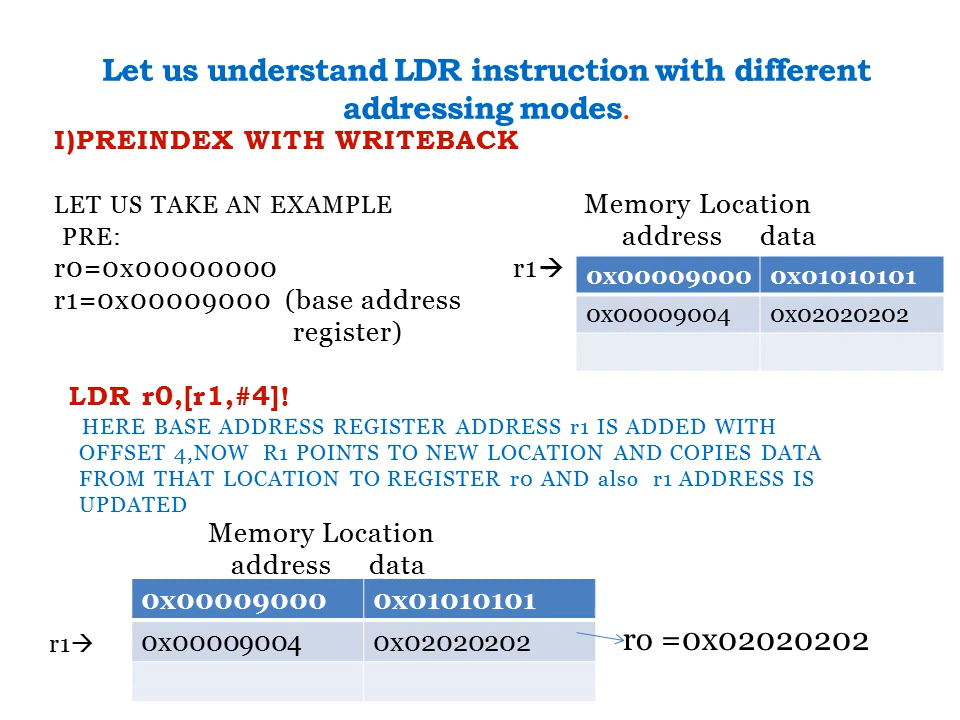 Let us understand LDR instruction with different
addressing modes.
I)PREINDEX WITH WRITEBACK
LET US TAKE AN EXAMPLE
PRE:
r0=0x00000000
r1=0x00009000 (base address
register)
Memory Location
address data
r1→
0x00009000 0x01010101
0x00009004 0x02020202
LDR r0,[r1,#4]!
HERE BASE ADDRESS REGISTER ADDRESS r1 IS ADDED WITH
OFFSET 4,NOW R1 POINTS TO NEW LOCATION AND COPIES DATA
FROM THAT LOCATION TO REGISTER r0 AND also r1 ADDRESS IS
UPDATED
Memory Location
address data
0x00009000 0x01010101
r1→ 0x00009004 0x02020202 r0 =0x02020202